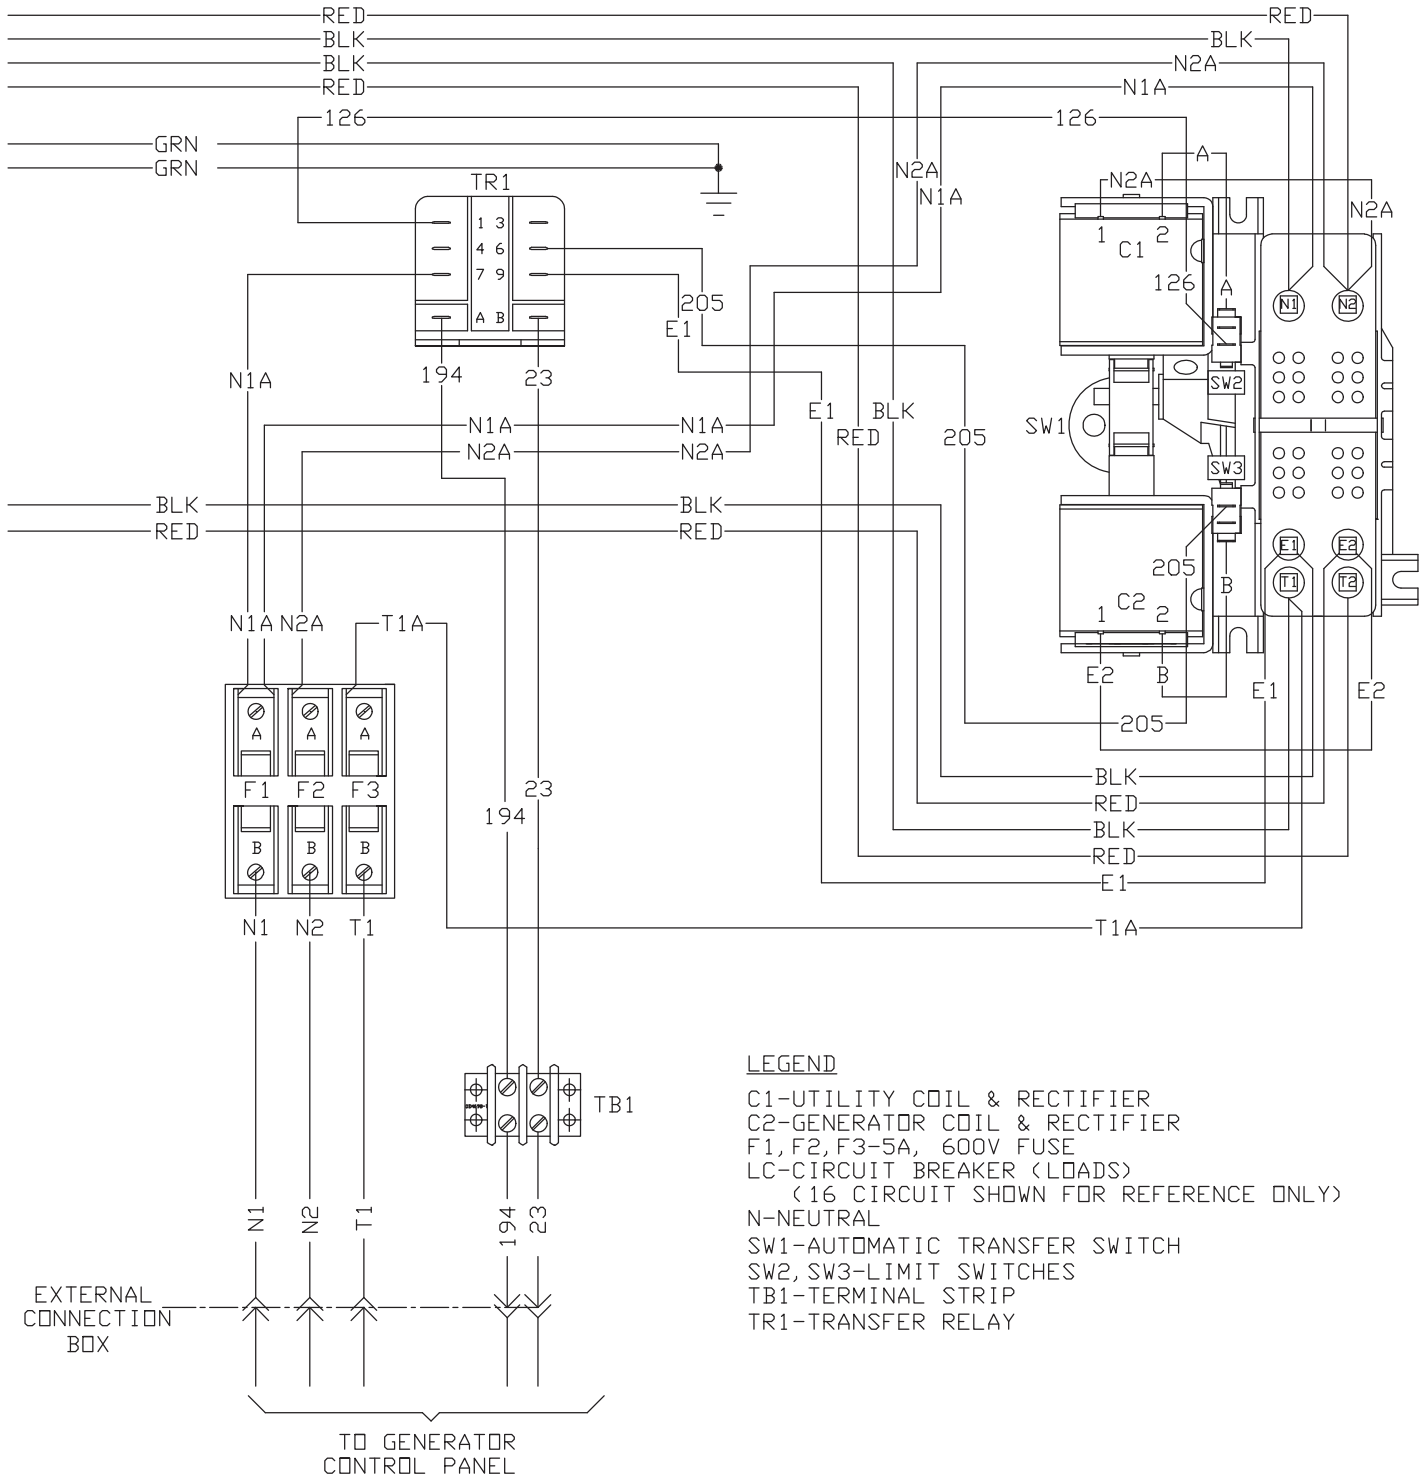 RED RED
BLK BLK
BLK N2A
RED N1A
126 126
GRN
GRN
A
N2A
N2A
N1A
N2A
TR1
1 3
4 6
7 9
A B
1 2
C1
126
A
N1 N2
205
E1
194 23
N1A
SW2
E1 BLK
RED 205
SW1
N1A N1A
N2A N2A
SW3
BLK BLK
RED RED
E1 E2
205
T1 T2
B
C2
1 2
N1A N2A T1A
E2 B
E1 E2
205
A A A
F1 F2 F3
BLK
RED
23
194
BLK
B B B
RED
E1
N1 N2 T1
T1A
TB1
N1 N2 T1 194 23
LEGEND
C1-UTILITY COIL & RECTIFIER
C2-GENERATOR COIL & RECTIFIER
F1,F2,F3-5A, 600V FUSE
LC-CIRCUIT BREAKER (LOADS)
(16 CIRCUIT SHOWN FOR REFERENCE ONLY)
N-NEUTRAL
SW1-AUTOMATIC TRANSFER SWITCH
SW2,SW3-LIMIT SWITCHES
TB1-TERMINAL STRIP
TR1-TRANSFER RELAY
EXTERNAL
CONNECTION
BOX
TO GENERATOR
CONTROL PANEL